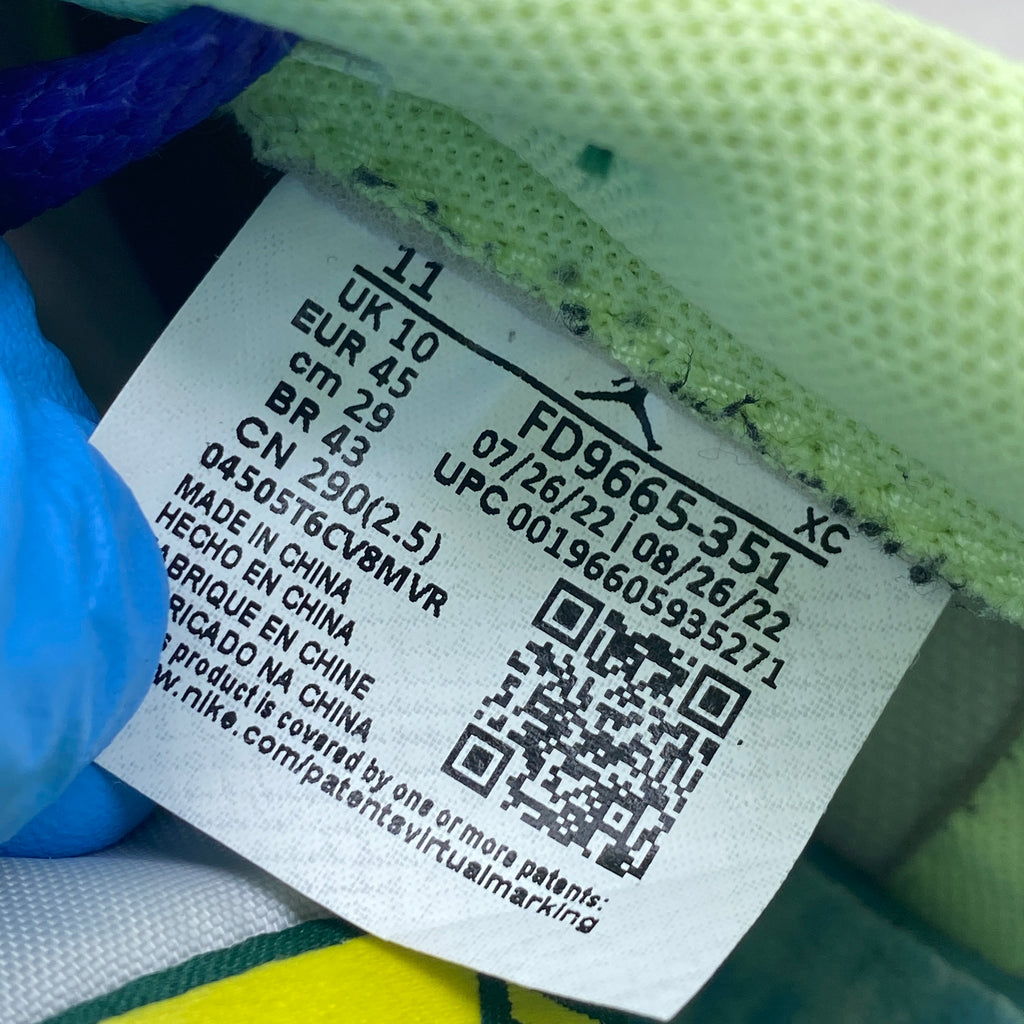 11
XC
UK 10
EUR 45
cm 29
BR 43
CN 290(2.5)
04505T6CV8MVR
MADE IN CHINA
HECHO EN CHINA
ABRIQUE EN CHINE
RICADO NA CHINA
s product is covered by one or more patents:
w.nike.com/patentsvirtualmarking
FD9665-351
07/26/22 | 08/26/22
UPC 00196605935271